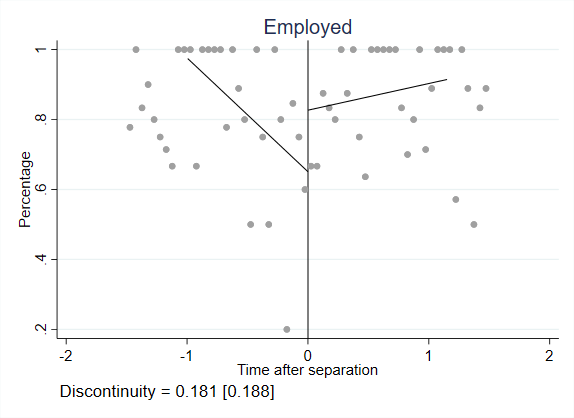 Employed
Percentage
1
.8
.6
.4
.2
-2 -1 0 1 2
Time after separation
Discontinuity = 0.181 [0.188]